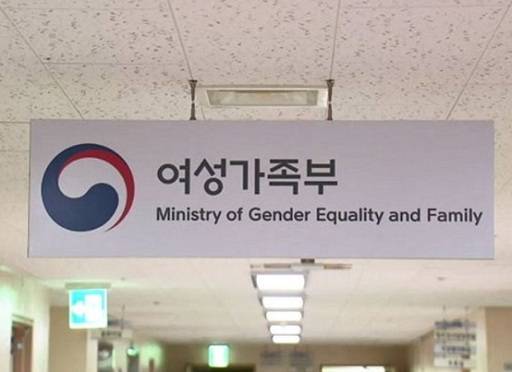 여성가족부
Ministry of Gender Equality and Family